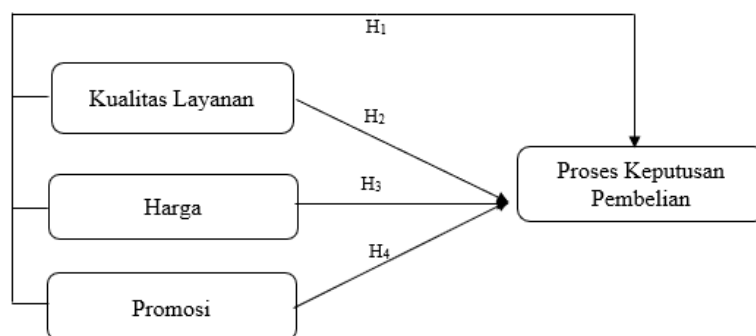 H₁
Kualitas Layanan
H₂
Proses Keputusan
Pembelian
H₃
Harga
H₄
Promosi